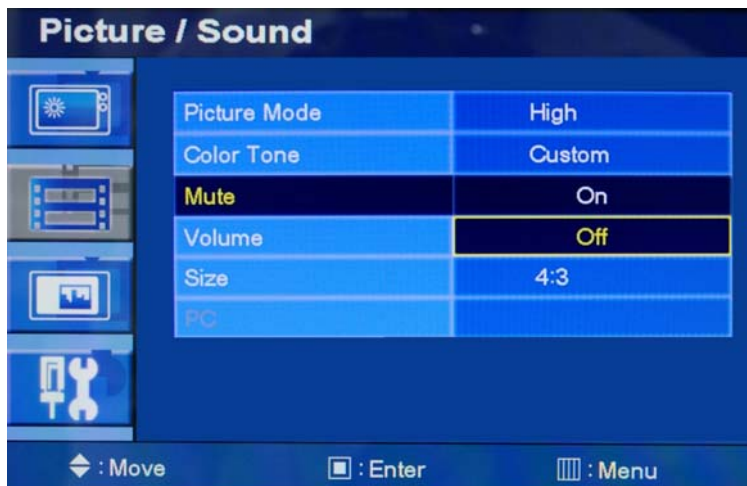 Picture / Sound
Picture Mode High
Color Tone Custom
Mute On
Volume Off
Size 4:3
PC
: Move : Enter : Menu